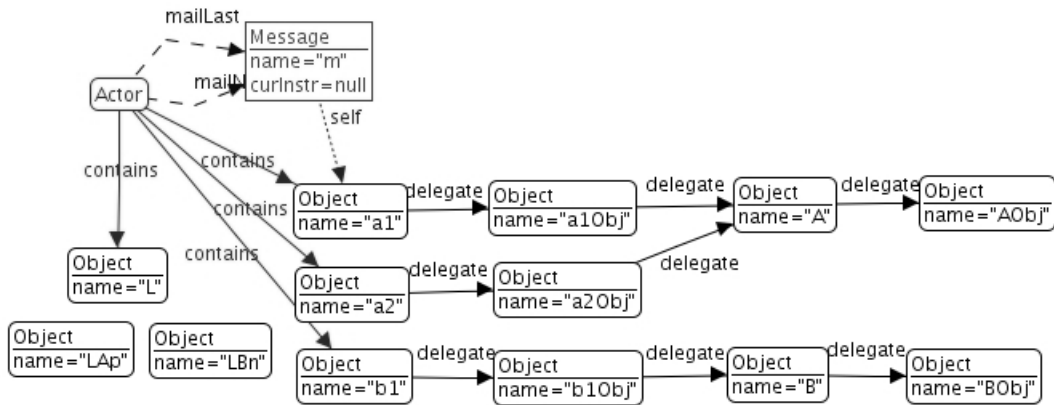 mailLast
Message
name="m"
curInstr=null
Actor
self
contains
contains
contains
contains
Object
name="a1"
delegate
Object
name="a1Obj"
delegate
Object
name="A"
delegate
Object
name="AObj"
Object
name="L"
Object
name="a2"
delegate
Object
name="a2Obj"
delegate
Object
name="LAp"
Object
name="LBn"
Object
name="b1"
delegate
Object
name="b1Obj"
delegate
Object
name="B"
delegate
Object
name="BObj"